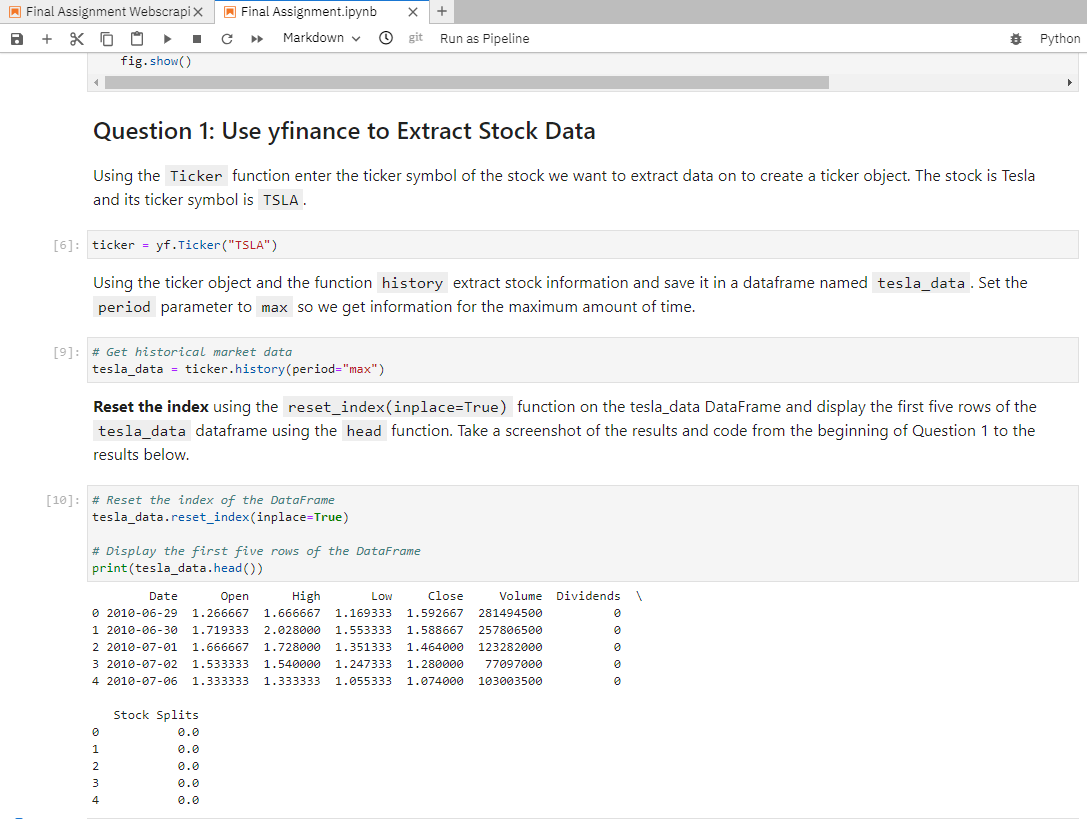 Final Assignment Webscrapi
Final Assignment.ipynb
Markdown
git
Run as Pipeline
Python
fig.show()
Question 1: Use yfinance to Extract Stock Data
Using the Ticker function enter the ticker symbol of the stock we want to extract data on to create a ticker object. The stock is Tesla
and its ticker symbol is TSLA.
[6]: ticker = yf.Ticker("TSLA")
Using the ticker object and the function history extract stock information and save it in a dataframe named tesla_data. Set the
period parameter to max so we get information for the maximum amount of time.
[9]: # Get historical market data
tesla_data = ticker.history(period="max")
Reset the index using the reset_index(inplace=True) function on the tesla_data DataFrame and display the first five rows of the
tesla_data dataframe using the head function. Take a screenshot of the results and code from the beginning of Question 1 to the
results below.
[10]: # Reset the index of the DataFrame
tesla_data.reset_index(inplace=True)
# Display the first five rows of the DataFrame
print(tesla_data.head())
Date Open High Low Close Volume Dividends \
0 2010-06-29 1.266667 1.666667 1.169333 1.592667 281494500 0
1 2010-06-30 1.719333 2.028000 1.553333 1.588667 257806500 0
2 2010-07-01 1.666667 1.728000 1.351333 1.464000 123282000 0
3 2010-07-02 1.533333 1.540000 1.247333 1.280000 77097000 0
4 2010-07-06 1.333333 1.333333 1.055333 1.074000 103003500 0
Stock Splits
0 0.0
1 0.0
2 0.0
3 0.0
4 0.0